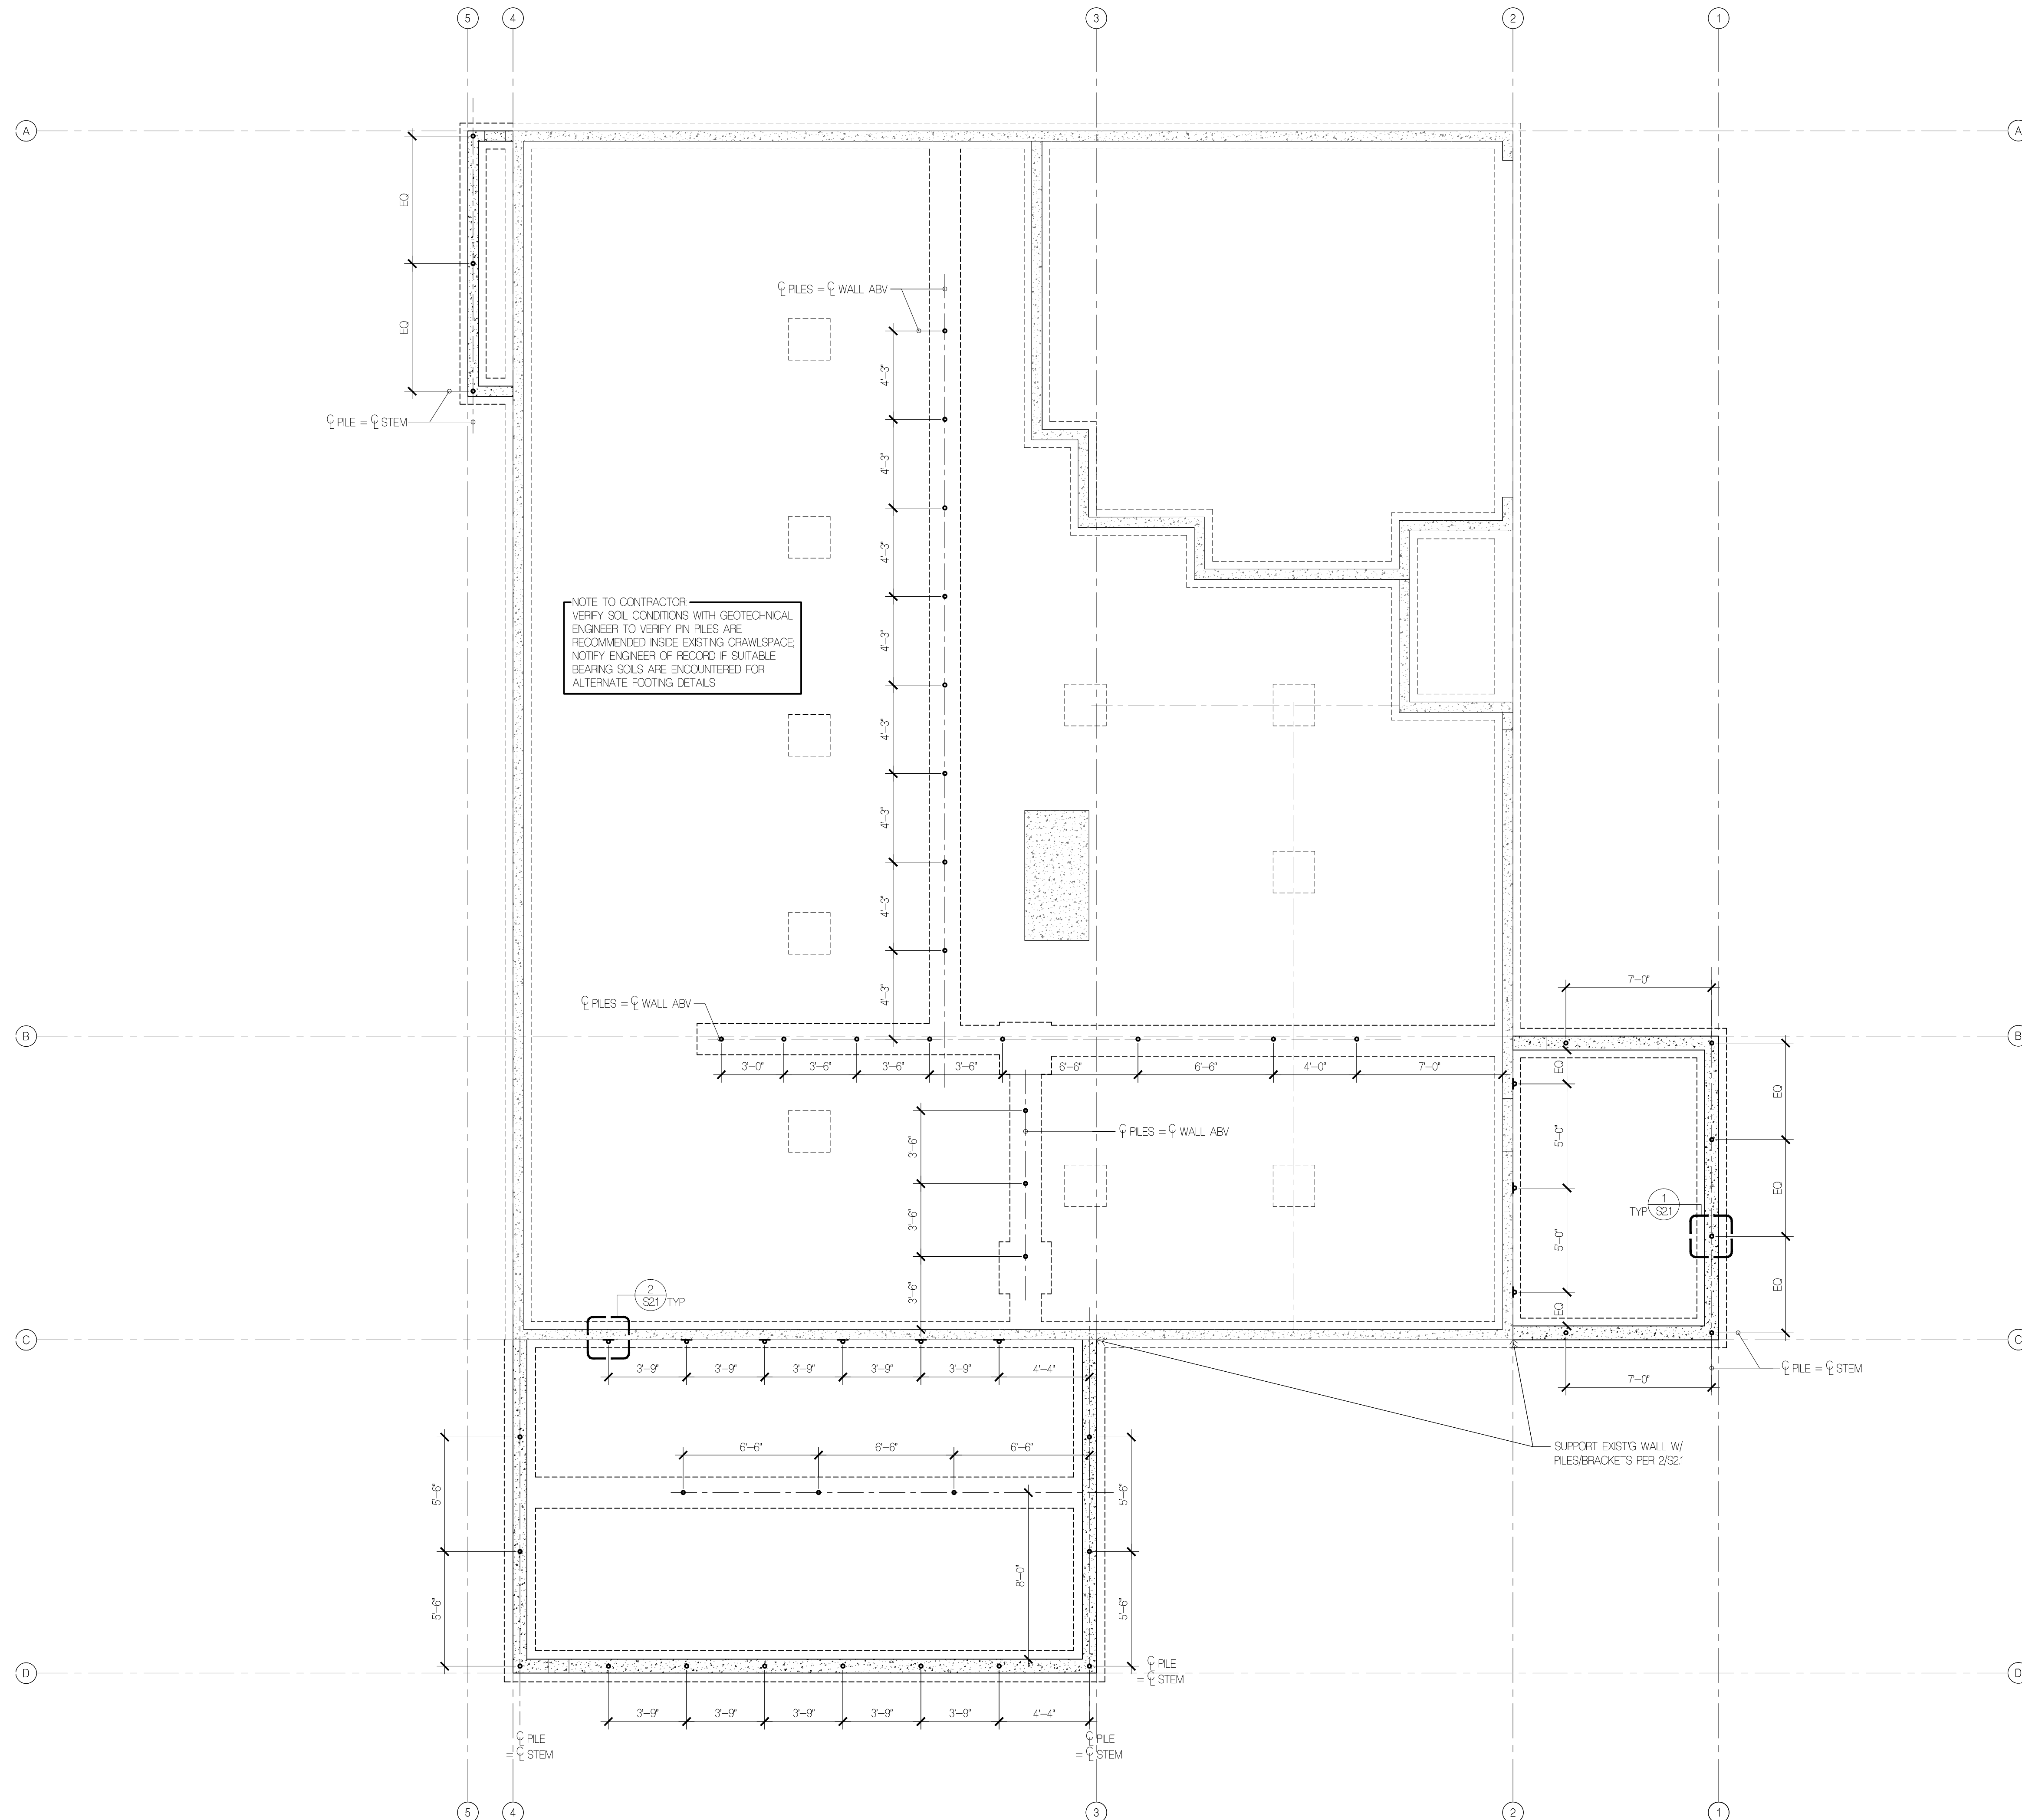 5 4 3 2 1
A A
EQ
EQ
℄ PILES = ℄ WALL ABV
4'-3"
4'-3"
4'-3"
4'-3"
4'-3"
4'-3"
4'-3"
4'-3"
℄ PILE = ℄ STEM
NOTE TO CONTRACTOR:
VERIFY SOIL CONDITIONS WITH GEOTECHNICAL
ENGINEER TO VERIFY PIN PILES ARE
RECOMMENDED INSIDE EXISTING CRAWLSPACE;
NOTIFY ENGINEER OF RECORD IF SUITABLE
BEARING SOILS ARE ENCOUNTERED FOR
ALTERNATE FOOTING DETAILS
7'-0"
℄ PILES = ℄ WALL ABV
B B
3'-0" 3'-6" 3'-6" 3'-6" 6'-6" 6'-6" 4'-0" 7'-0"
EQ
5'-0"
5'-0"
EQ
EQ
EQ
EQ
3'-6"
3'-6"
3'-6"
℄ PILES = ℄ WALL ABV
1
TYP S2.1
2
S2.1 TYP
C C
3'-9" 3'-9" 3'-9" 3'-9" 3'-9" 4'-4"
℄ PILE = ℄ STEM
7'-0"
6'-6" 6'-6" 6'-6"
SUPPORT EXIST'G WALL W/
PILES/BRACKETS PER 2/S2.1
5'-6"
5'-6"
8'-0"
5'-6"
5'-6"
℄ PILE
= ℄ STEM
D D
3'-9" 3'-9" 3'-9" 3'-9" 3'-9" 4'-4"
℄ PILE
= ℄ STEM
℄ PILE
= ℄ STEM
5 4 3 2 1